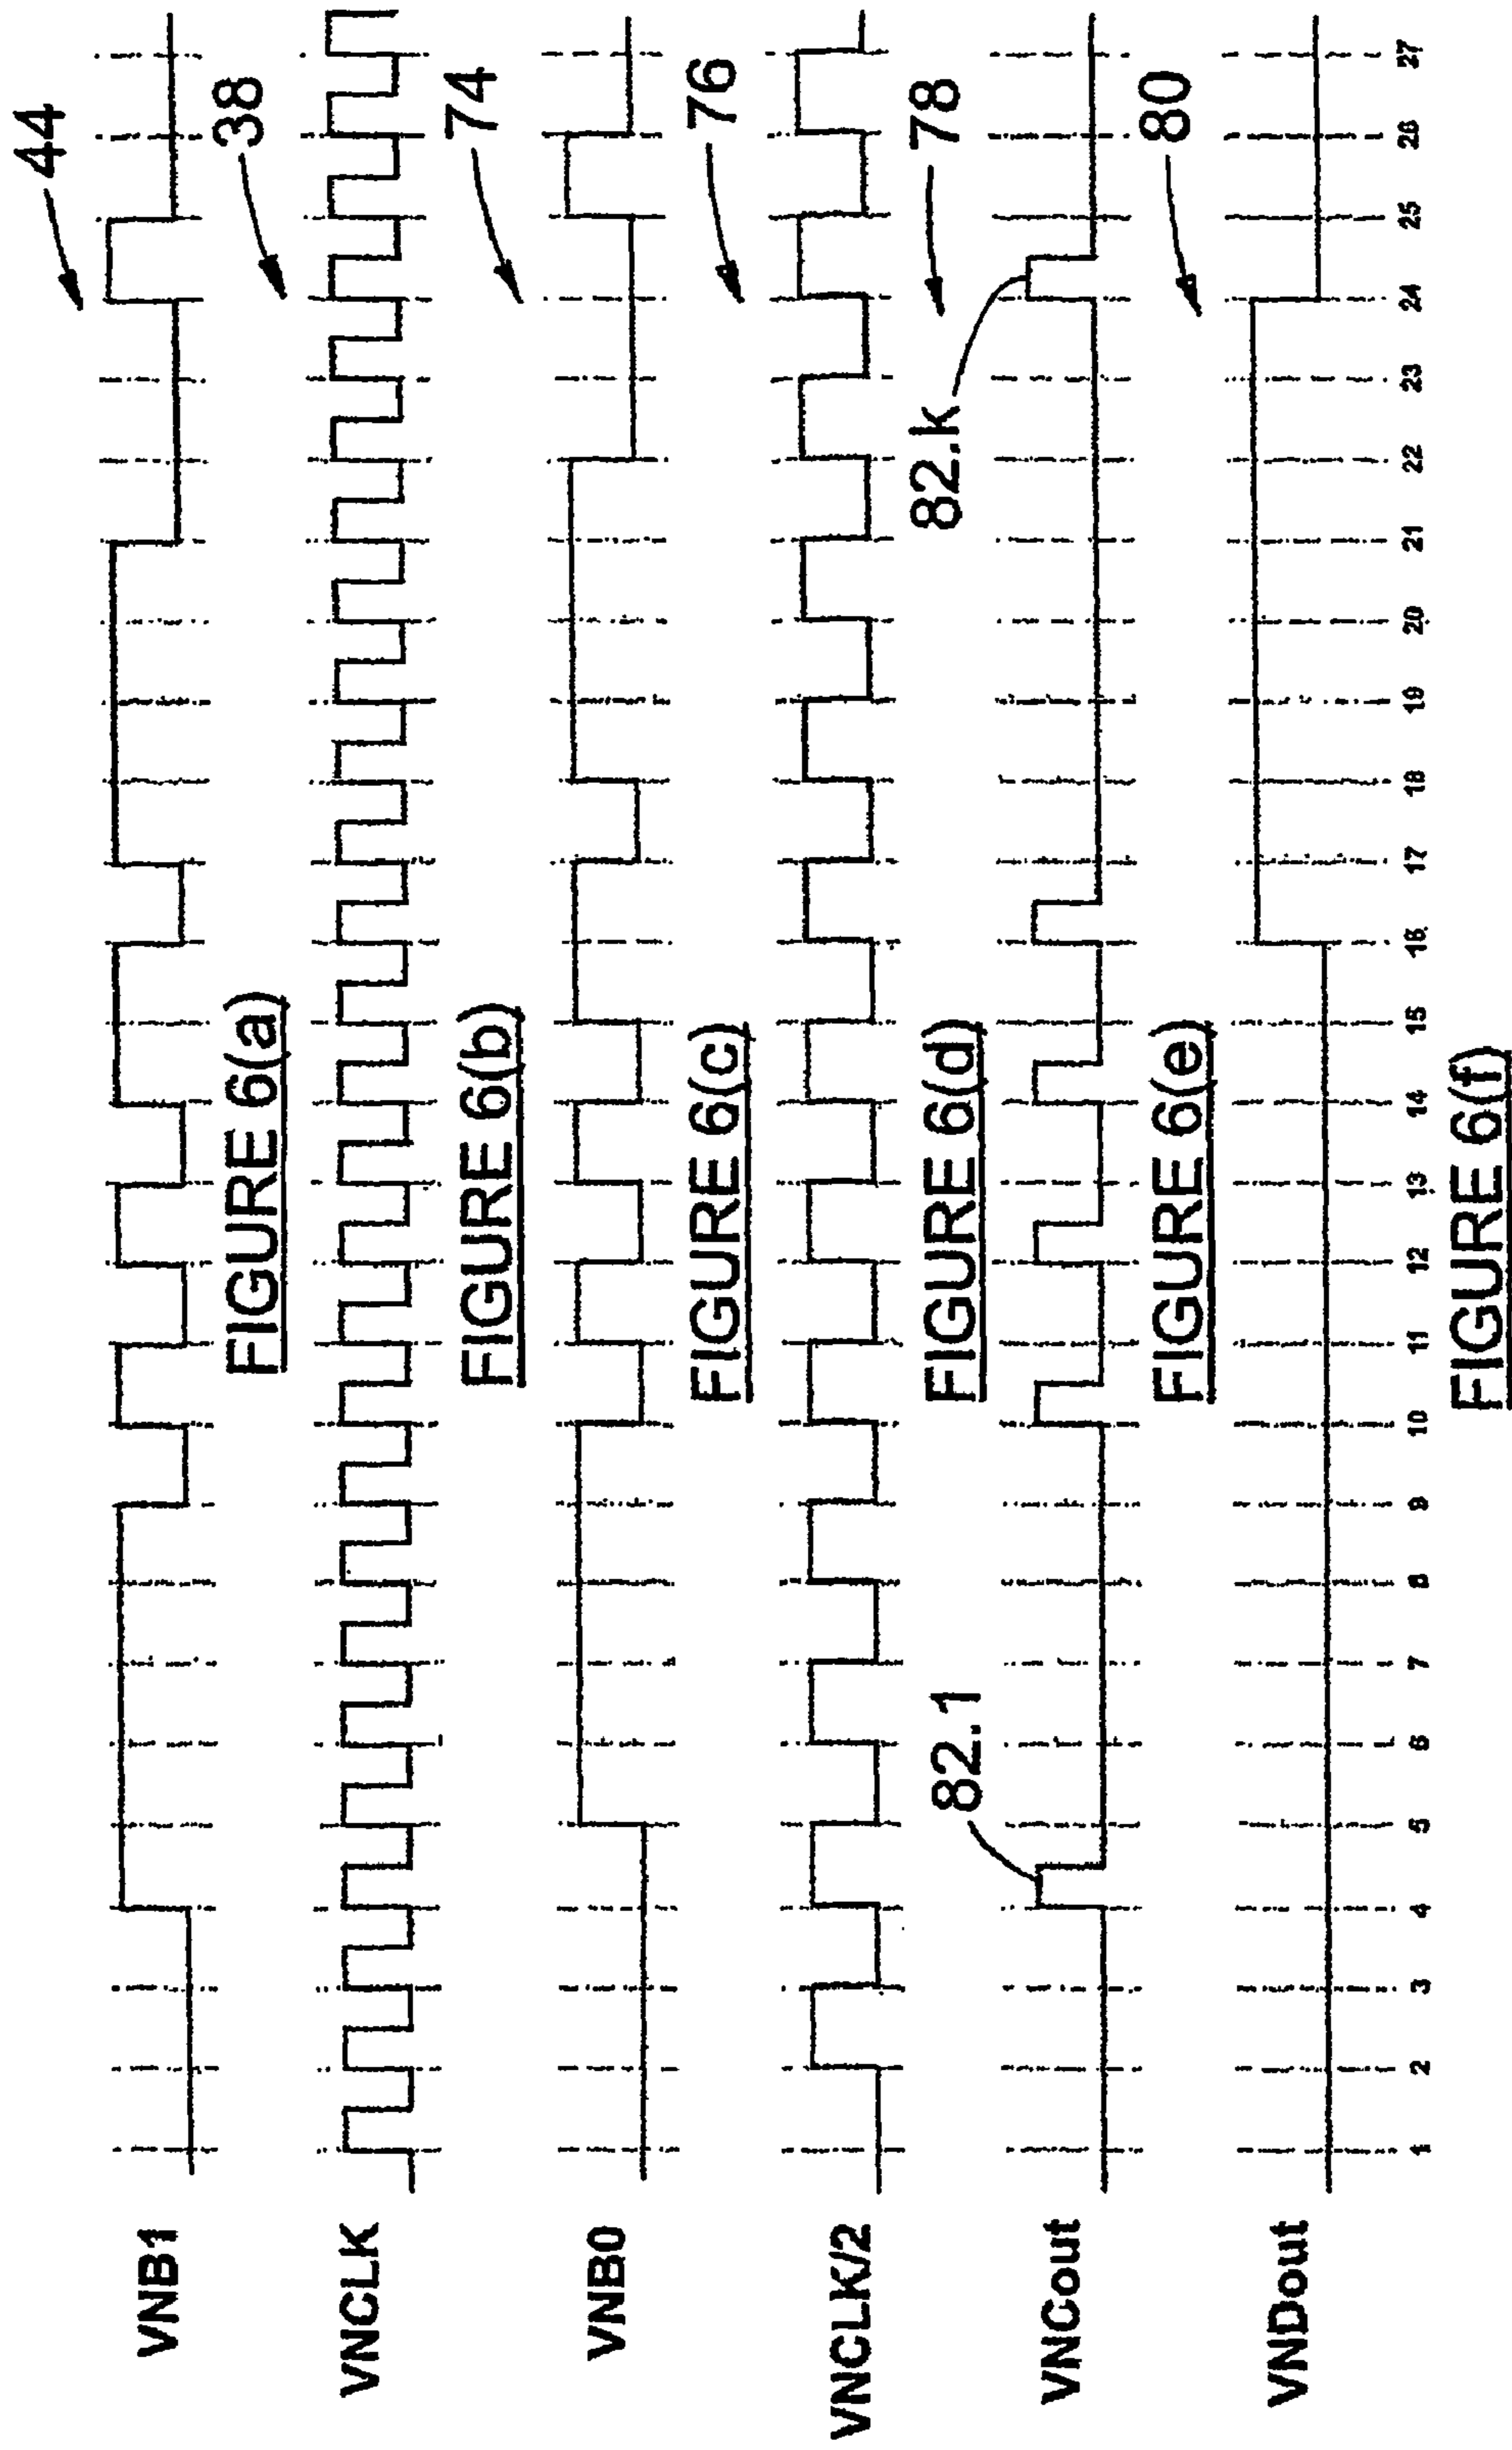 VNB1
44
FIGURE 6(a)
VNCLK
38
FIGURE 6(b)
VNB0
74
FIGURE 6(c)
VNCLK/2
76
FIGURE 6(d)
VNCout
82.1
82.k
78
FIGURE 6(e)
VNDout
80
1 2 3 4 5 6 7 8 9 10 11 12 13 14 15 16 17 18 19 20 21 22 23 24 25 26 27
FIGURE 6(f)